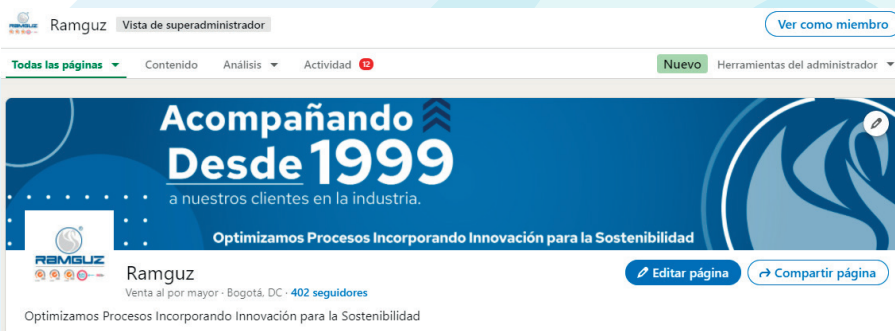 Ramguz Vista de superadministrador Ver como miembro
Todas las páginas Contenido Análisis Actividad 12 Nuevo Herramientas del administrador
Acompañando
Desde 1999
a nuestros clientes en la industria.
Optimizamos Procesos Incorporando Innovación para la Sostenibilidad
RAMGUZ
Ramguz
Editar página Compartir página
Venta al por mayor · Bogotá, DC · 402 seguidores
Optimizamos Procesos Incorporando Innovación para la Sostenibilidad